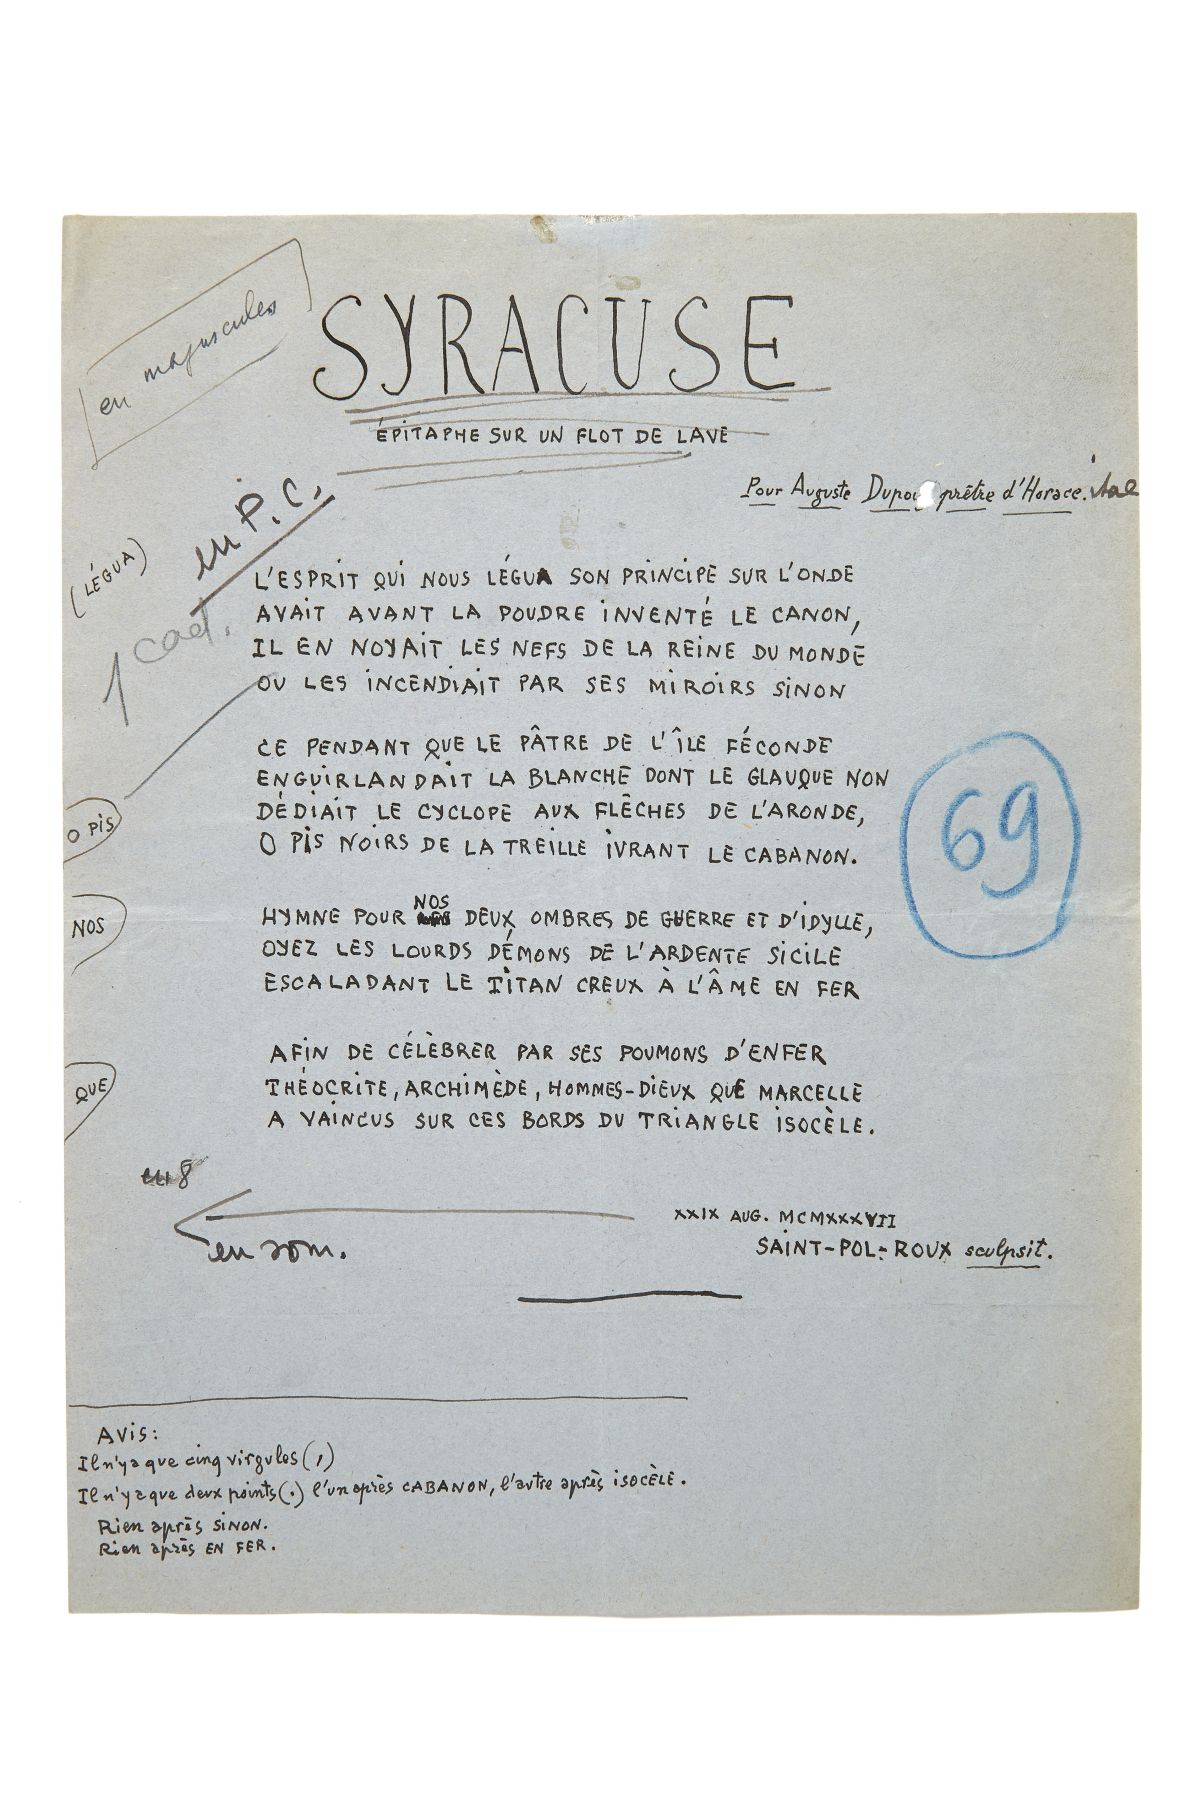 en majuscules
SYRACUSE
ÉPITAPHE SUR UN FLOT DE LAVE
Pour Auguste Dupouy prêtre d'Horace. ital
en P.C.
(LÉGUA)
1 cad.
L'ESPRIT QUI NOUS LÉGUA SON PRINCIPE SUR L'ONDE
AVAIT AVANT LA POUDRE INVENTÉ LE CANON,
IL EN NOYAIT LES NEFS DE LA REINE DU MONDE
OU LES INCENDIAIT PAR SES MIROIRS SINON
CE PENDANT QUE LE PÂTRE DE L'ÎLE FÉCONDE
ENGUIRLANDAIT LA BLANCHE DONT LE GLAUQUE NON
DÉDIAIT LE CYCLOPE AUX FLÊCHES DE L'ARONDE,
O PIS NOIRS DE LA TREILLE IVRANT LE CABANON.
O PIS
69
HYMNE POUR NOS DEUX OMBRES DE GUERRE ET D'IDYLLE,
OYEZ LES LOURDS DÉMONS DE L'ARDENTE SICILE
ESCALADANT LE TITAN CREUX À L'ÂME EN FER
NOS
AFIN DE CÉLÈBRER PAR SES POUMONS D'ENFER
THÉOCRITE, ARCHIMÈDE, HOMMES-DIEUX QUE MARCELLE
A VAINCUS SUR CES BORDS DU TRIANGLE ISOCÈLE.
QUE
8
XXIX AUG. MCMXXXVII
SAINT-POL-ROUX sculpsit.
en rom.
AVIS:
Il n'y a que cinq virgules (,)
Il n'y a que deux points (.) l'un après CABANON, l'autre après ISOCÈLE.
Rien après SINON.
Rien après EN FER.